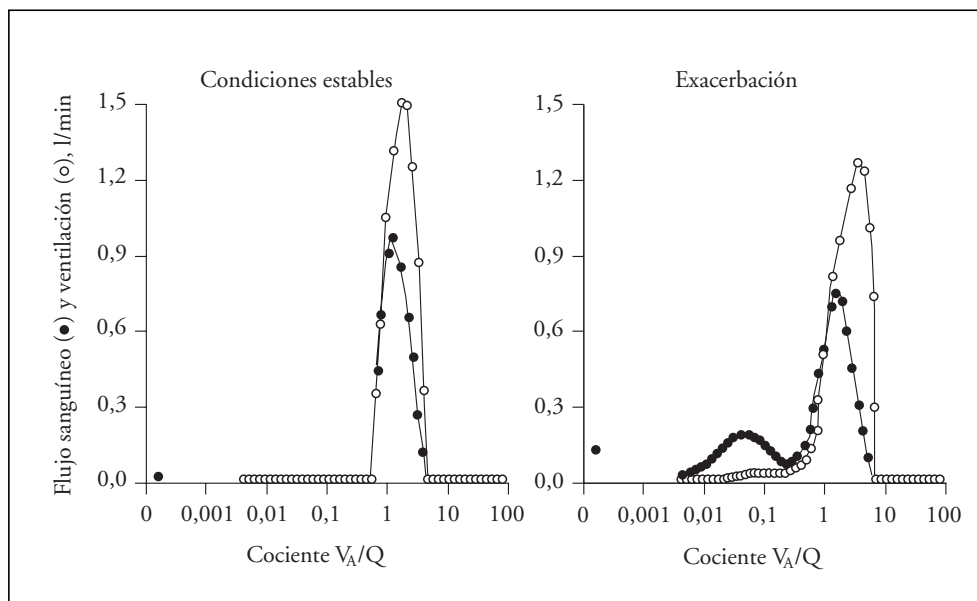 Condiciones estables
Exacerbación
Flujo sanguíneo (●) y ventilación (○), l/min
1,5
1,2
0,9
0,6
0,3
0,0
0 0,001 0,01 0,1 1 10 100
Cociente V_A/Q
1,5
1,2
0,9
0,6
0,3
0,0
0 0,001 0,01 0,1 1 10 100
Cociente V_A/Q